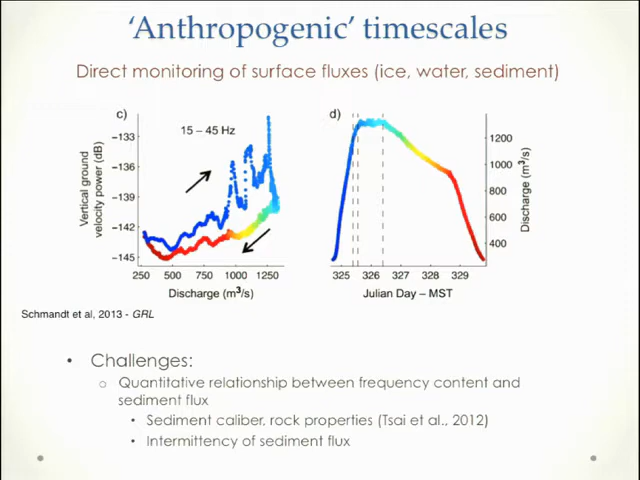 ‘Anthropogenic’ timescales
Direct monitoring of surface fluxes (ice, water, sediment)
c)
15 – 45 Hz
−133
−136
−139
−142
−145
Vertical ground
velocity power (dB)
250 500 750 1000 1250
Discharge (m³/s)
d)
1200
1000
800
600
400
Discharge (m³/s)
325 326 327 328 329
Julian Day – MST
Schmandt et al, 2013 - GRL
• Challenges:
o Quantitative relationship between frequency content and
sediment flux
• Sediment caliber, rock properties (Tsai et al., 2012)
• Intermittency of sediment flux